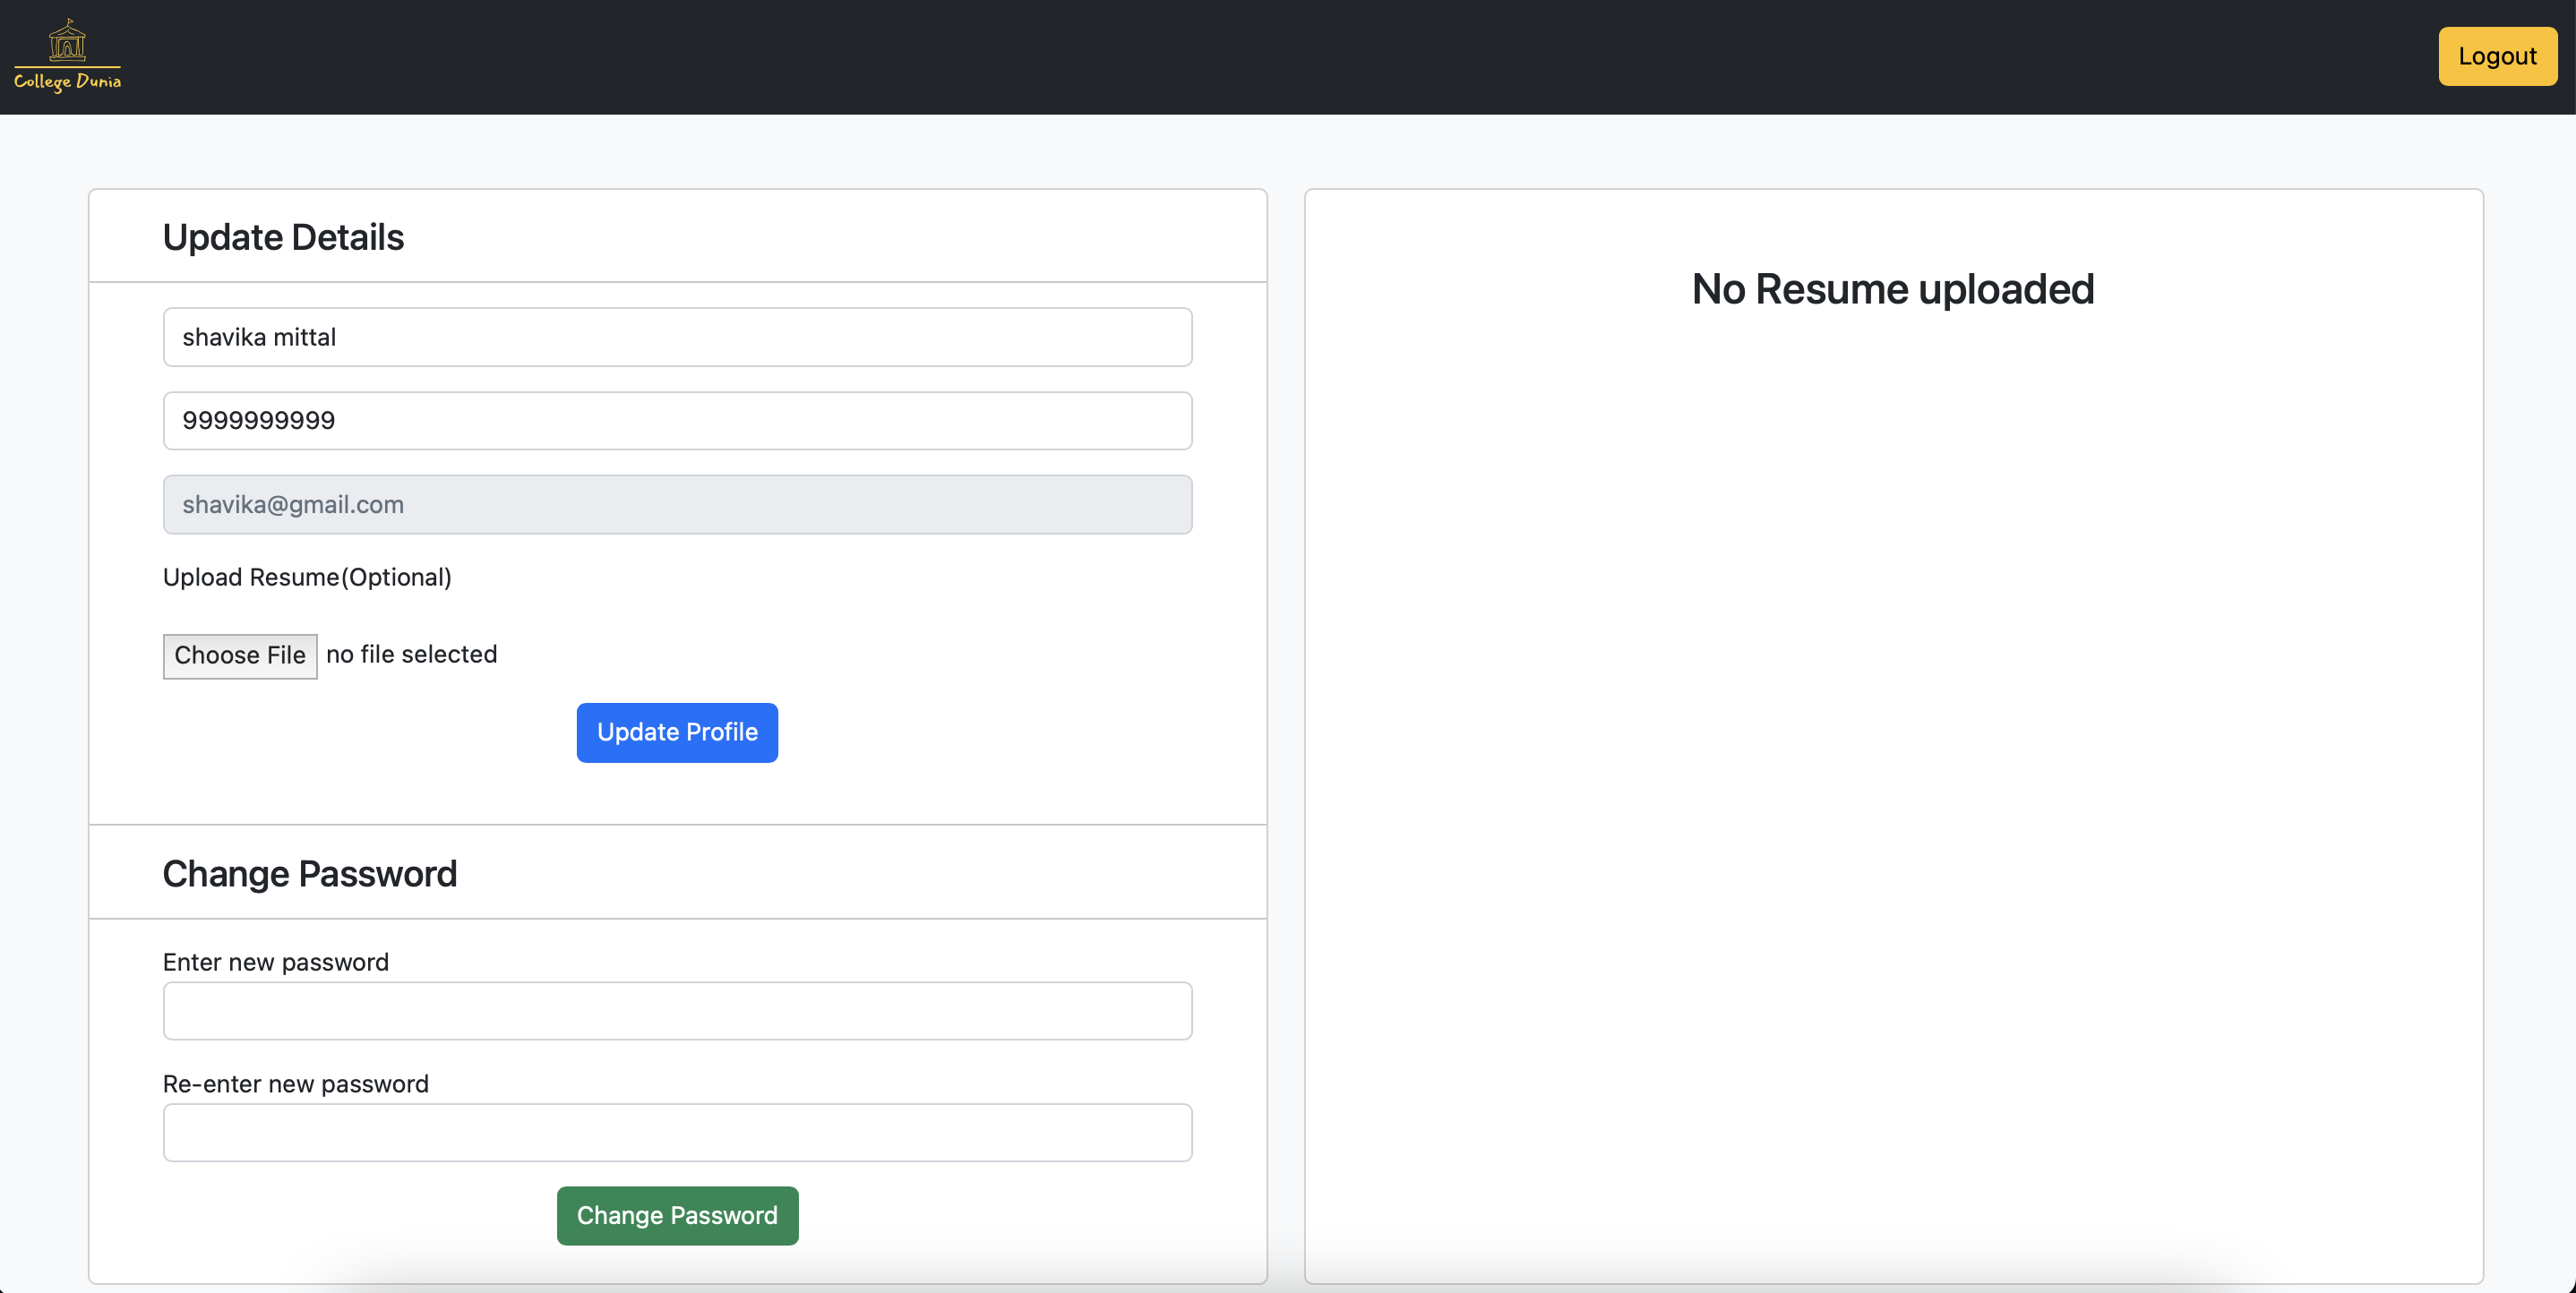 College Dunia
Logout
Update Details
shavika mittal
9999999999
shavika@gmail.com
Upload Resume(Optional)
Choose File no file selected
Update Profile
Change Password
Enter new password
Re-enter new password
Change Password
No Resume uploaded